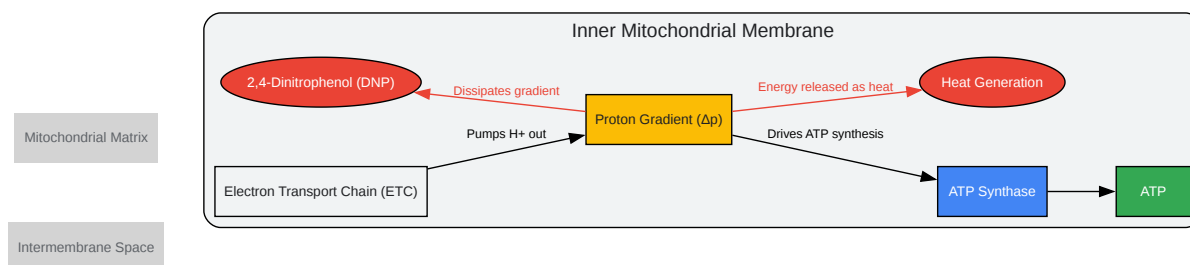 Inner Mitochondrial Membrane
2,4-Dinitrophenol (DNP)
Dissipates gradient
Energy released as heat
Heat Generation
Proton Gradient (Δp)
Mitochondrial Matrix
Pumps H+ out
Drives ATP synthesis
Electron Transport Chain (ETC)
ATP Synthase
ATP
Intermembrane Space